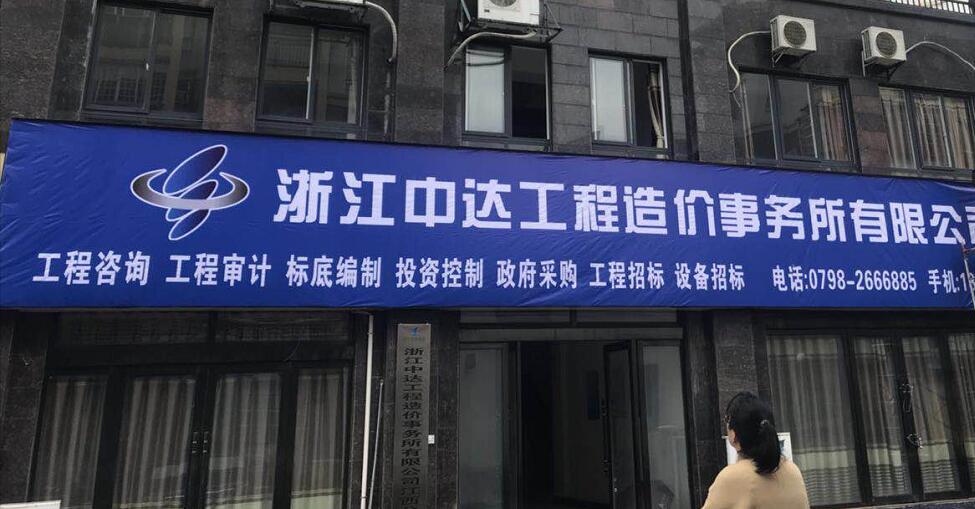 浙江中达工程造价事务所有限公
工程咨询 工程审计 标底编制 投资控制 政府采购 工程招标 设备招标 电话:0798-2666885 手机:1
浙江中达工程造价事务所有限公司江西